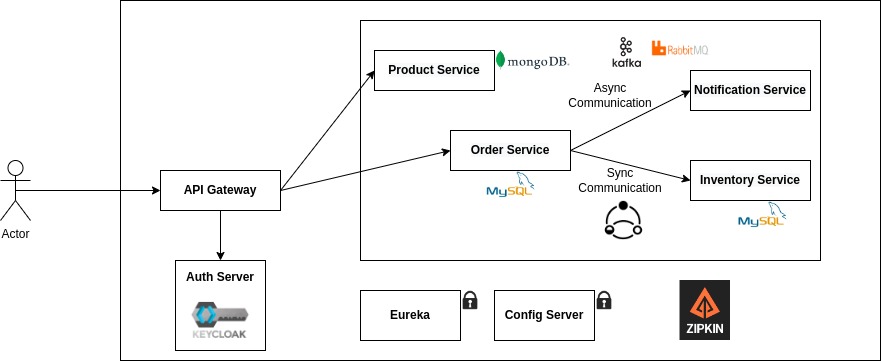 Product Service
mongoDB.
kafka
RabbitMQ
Async
Communication
Notification Service
Order Service
MySQL
Sync
Communication
Inventory Service
MySQL
API Gateway
Actor
Auth Server
KEYCLOAK
Eureka
Config Server
ZIPKIN